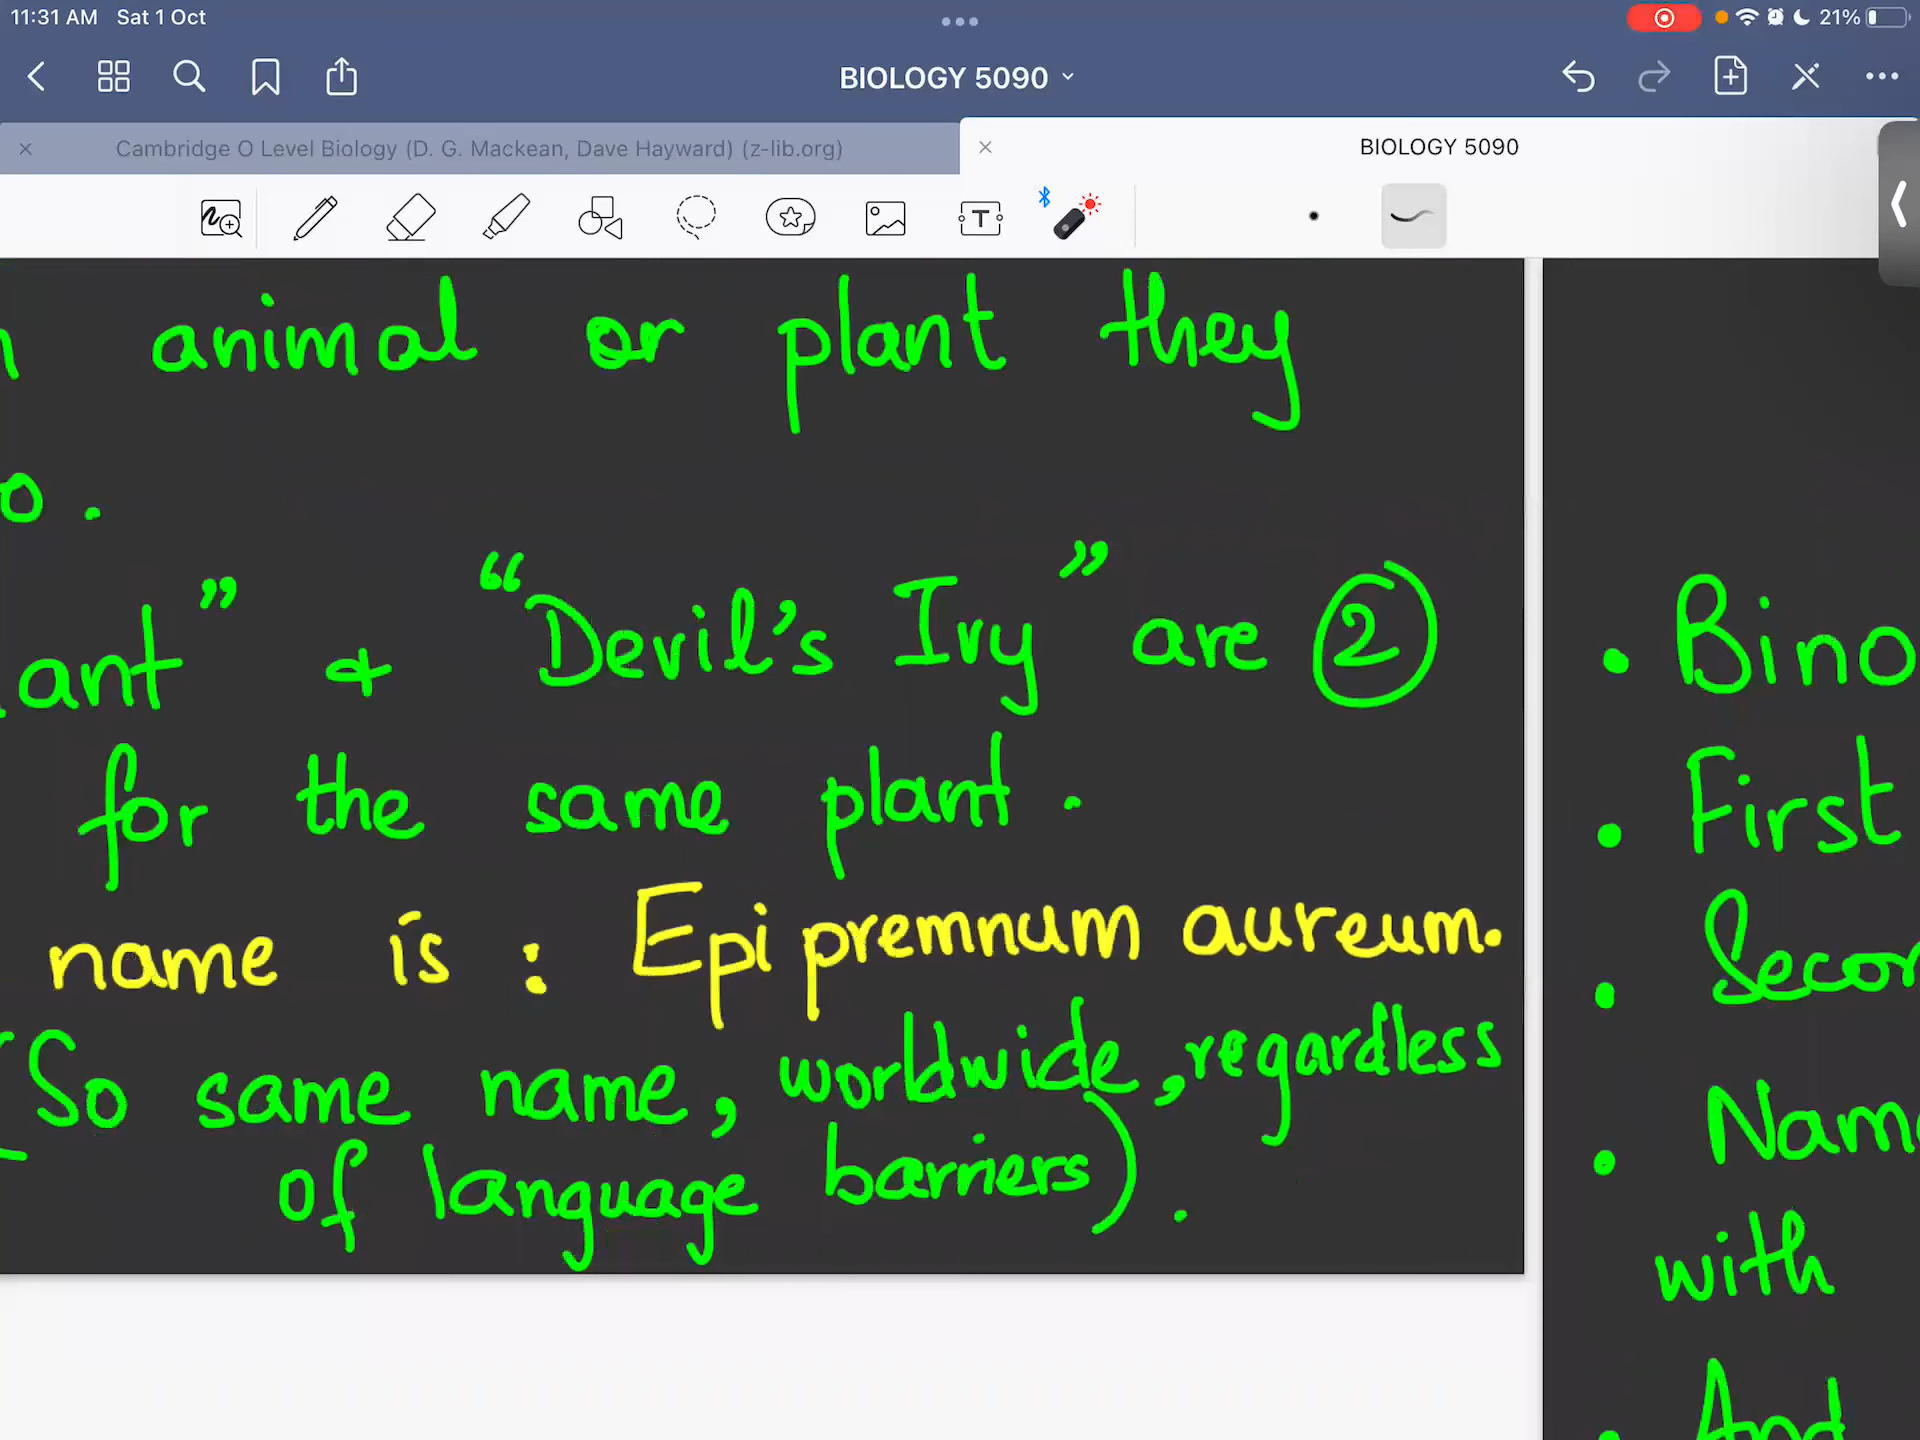 11:31 AM Sat 1 Oct
21%
BIOLOGY 5090
Cambridge O Level Biology (D. G. Mackean, Dave Hayward) (z-lib.org)
BIOLOGY 5090
T
animal or plant they
o.
ant" & "Devil's Ivy" are 2
for the same plant.
name is : Epipremnum aureum.
(So same name, worldwide, regardless
of language barriers).
• Bino
• First
• Secon
• Name
with
• And